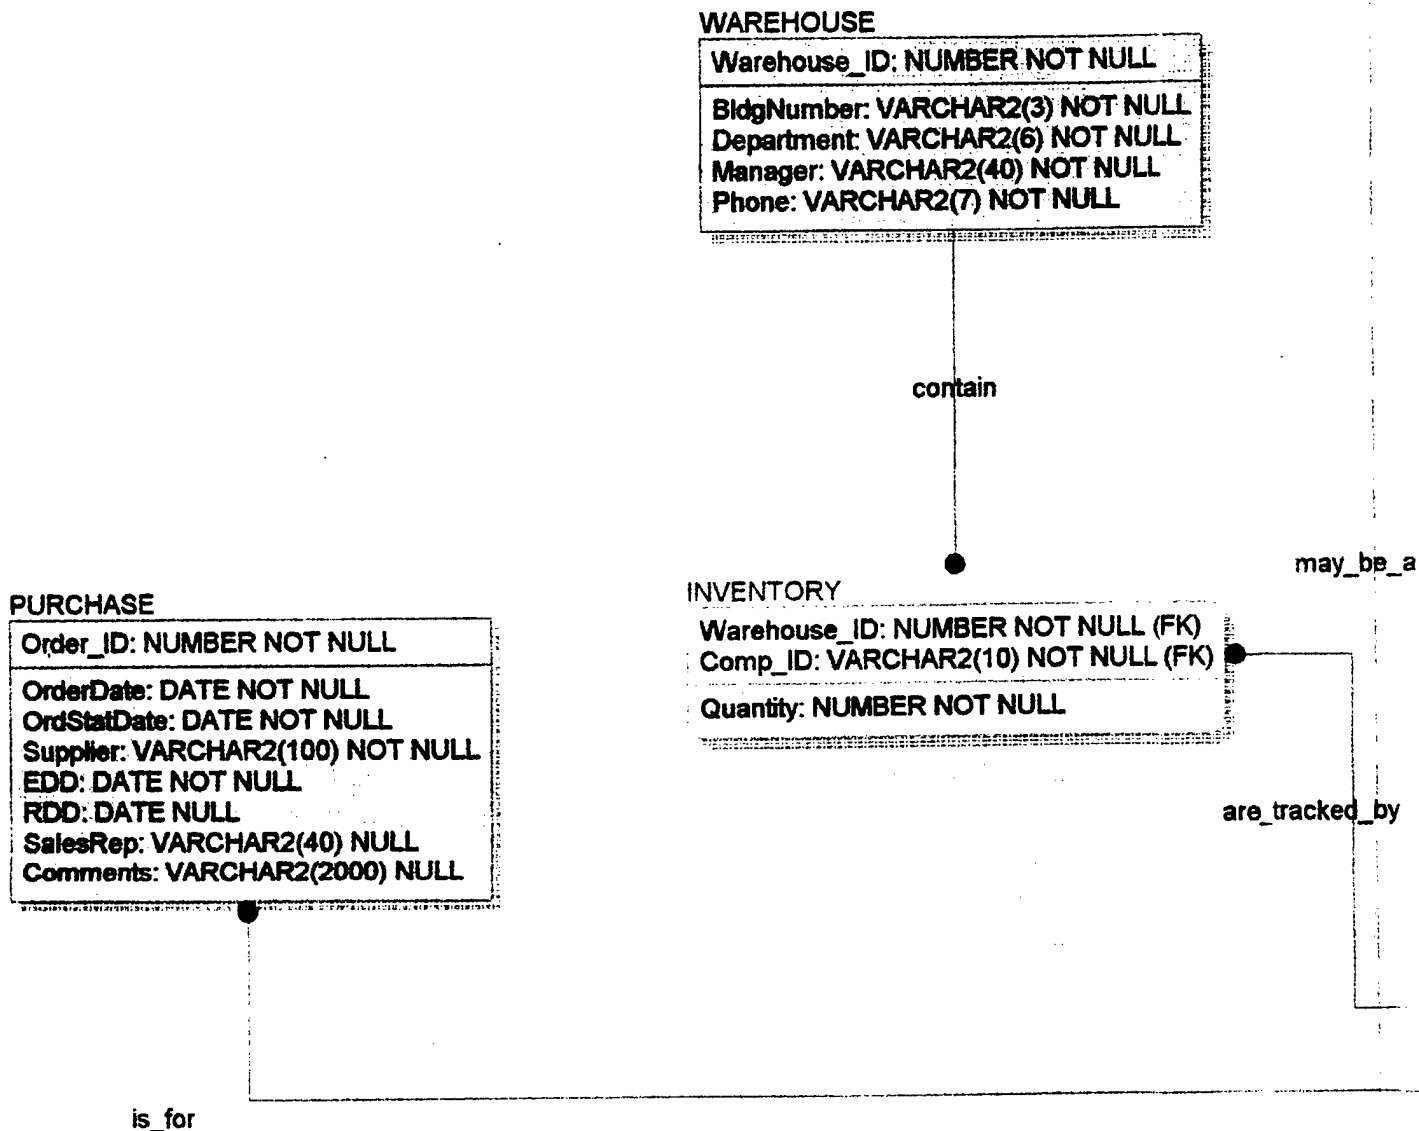 WAREHOUSE
Warehouse_ID: NUMBER NOT NULL
BldgNumber: VARCHAR2(3) NOT NULL
Department: VARCHAR2(6) NOT NULL
Manager: VARCHAR2(40) NOT NULL
Phone: VARCHAR2(7) NOT NULL
contain
may_be_a
INVENTORY
Warehouse_ID: NUMBER NOT NULL (FK)
Comp_ID: VARCHAR2(10) NOT NULL (FK)
Quantity: NUMBER NOT NULL
are_tracked_by
PURCHASE
Order_ID: NUMBER NOT NULL
OrderDate: DATE NOT NULL
OrdStatDate: DATE NOT NULL
Supplier: VARCHAR2(100) NOT NULL
EDD: DATE NOT NULL
RDD: DATE NULL
SalesRep: VARCHAR2(40) NULL
Comments: VARCHAR2(2000) NULL
is_for